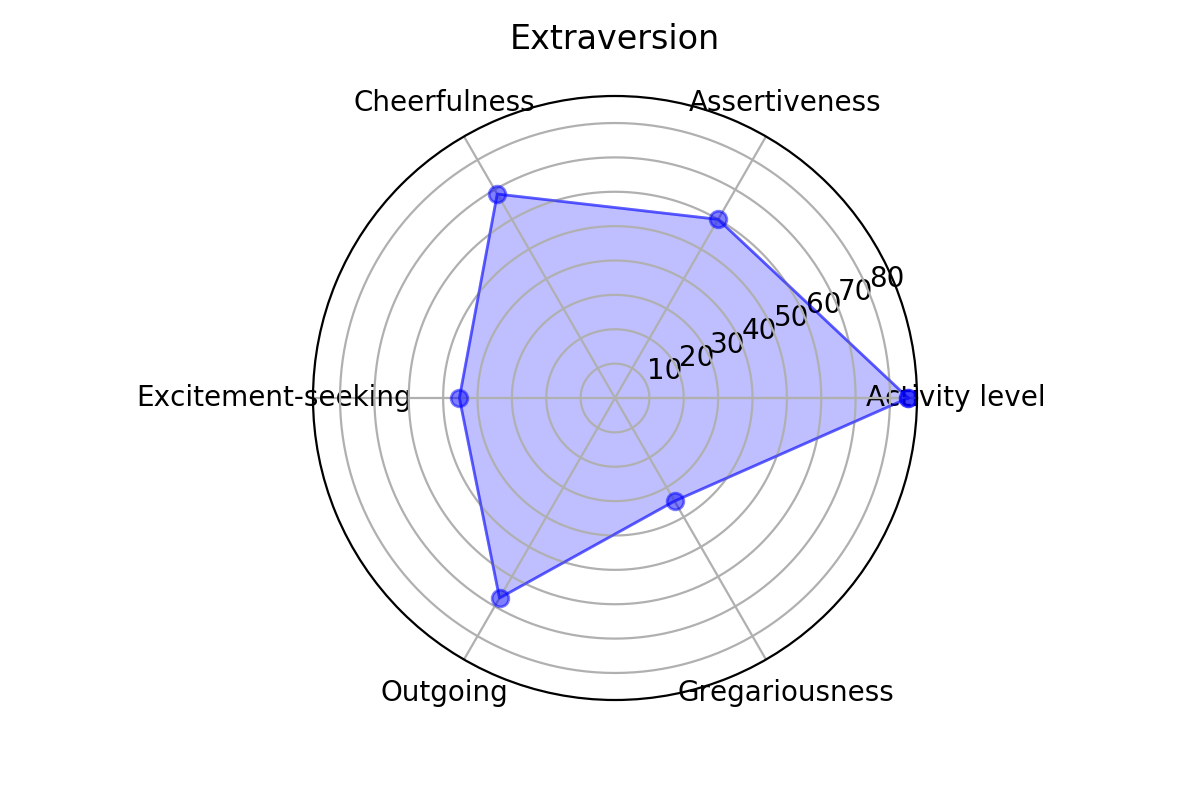 Extraversion
Cheerfulness
Assertiveness
80
70
60
50
40
30
20
10
Excitement-seeking
Activity level
Outgoing
Gregariousness